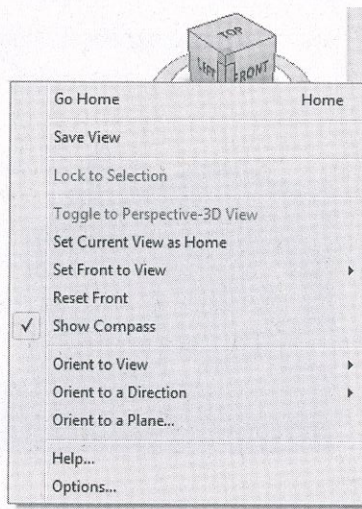 TOP
LEFT FRONT
Go Home Home
Save View
Lock to Selection
Toggle to Perspective-3D View
Set Current View as Home
Set Front to View
Reset Front
Show Compass
Orient to View
Orient to a Direction
Orient to a Plane...
Help...
Options...